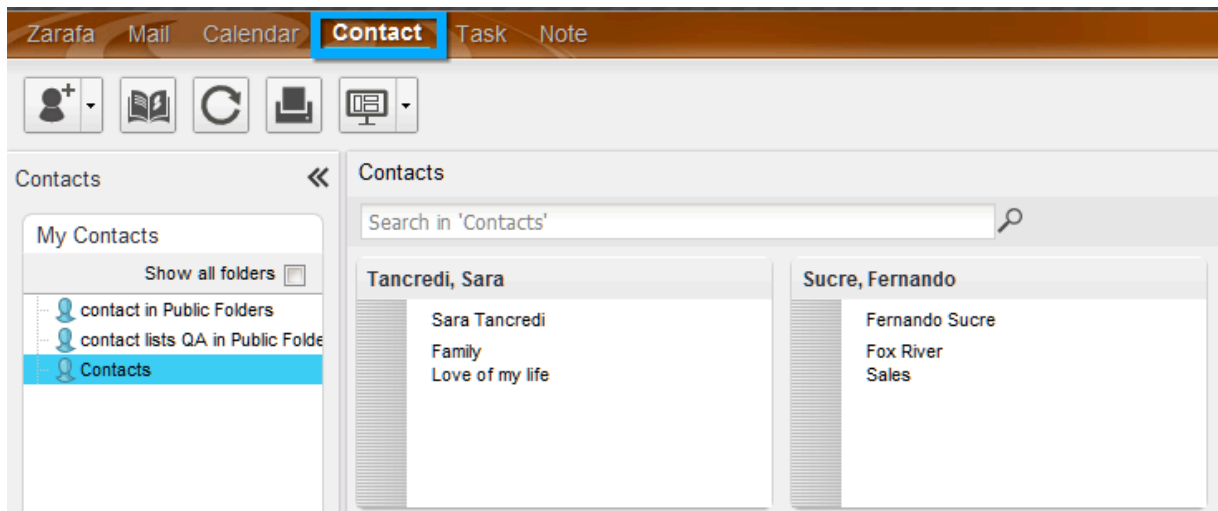 Zarafa Mail Calendar Contact Task Note
Contacts
My Contacts
Show all folders
contact in Public Folders
contact lists QA in Public Folde
Contacts
Contacts
Search in 'Contacts'
Tancredi, Sara
Sara Tancredi
Family
Love of my life
Sucre, Fernando
Fernando Sucre
Fox River
Sales